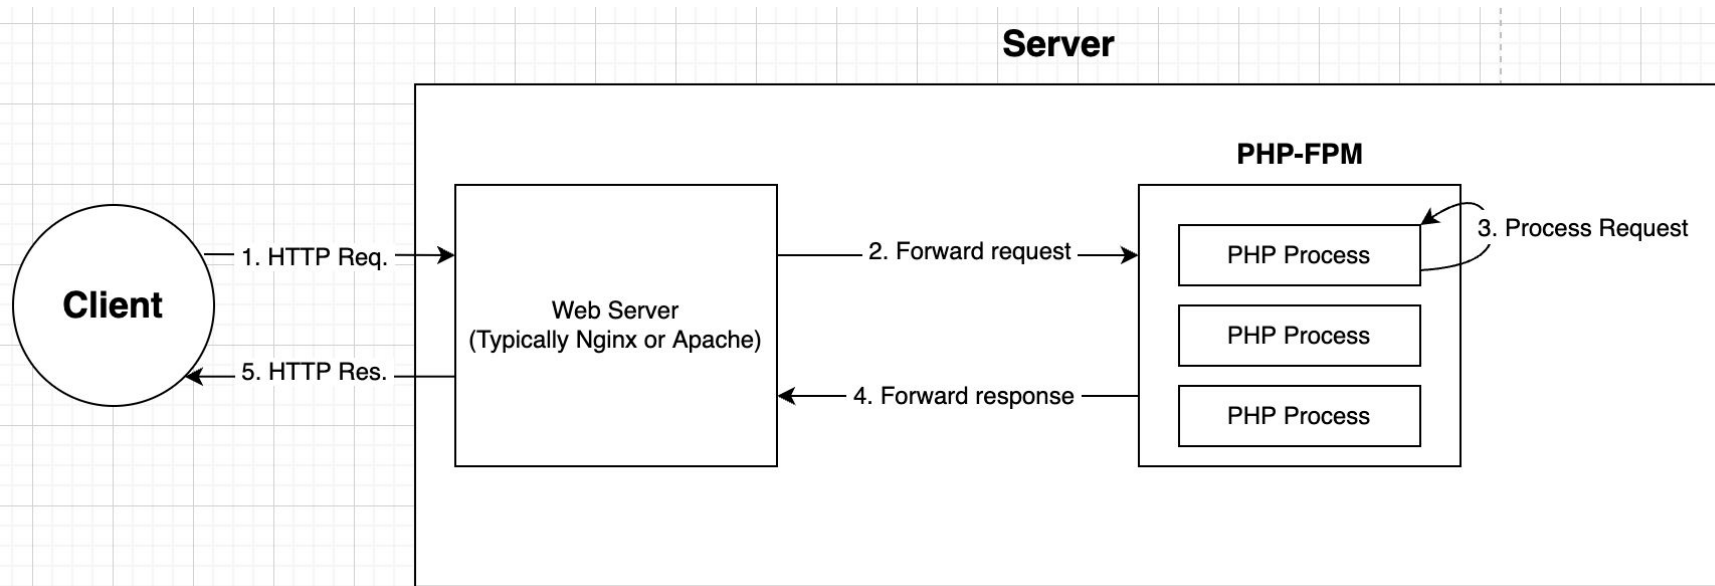 Server
PHP-FPM
Client
1. HTTP Req.
Web Server
(Typically Nginx or Apache)
2. Forward request
PHP Process
3. Process Request
PHP Process
PHP Process
4. Forward response
5. HTTP Res.